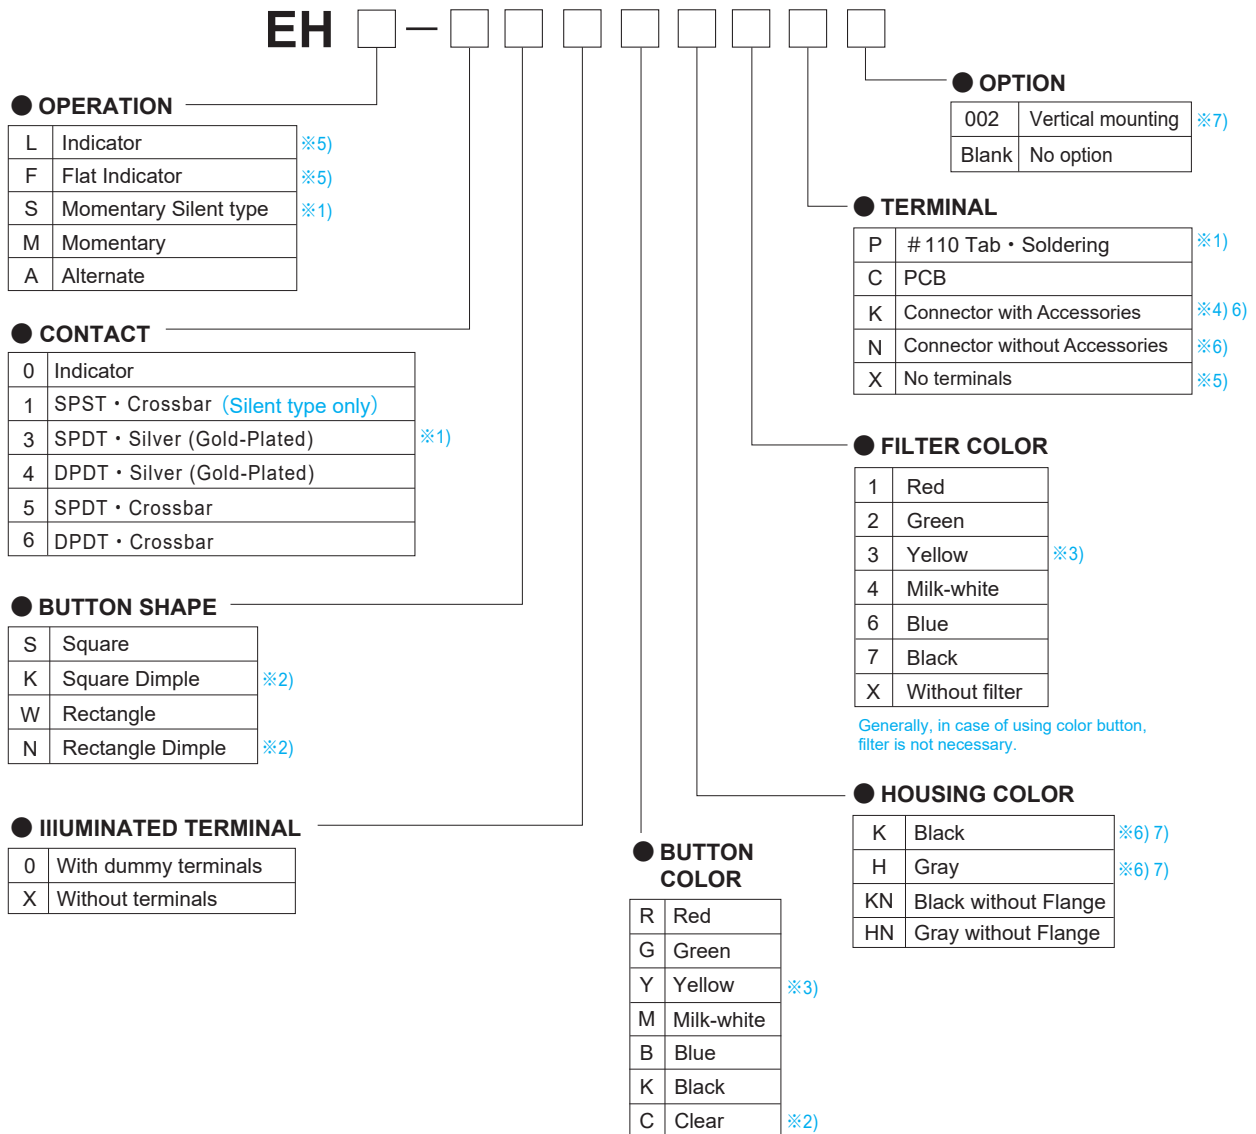 EH □－□ □ □ □ □ □ □ □
● OPERATION
L Indicator ※5)
F Flat Indicator ※5)
S Momentary Silent type ※1)
M Momentary
A Alternate
● CONTACT
0 Indicator
1 SPST・Crossbar（Silent type only）
3 SPDT・Silver (Gold-Plated) ※1)
4 DPDT・Silver (Gold-Plated)
5 SPDT・Crossbar
6 DPDT・Crossbar
● BUTTON SHAPE
S Square
K Square Dimple ※2)
W Rectangle
N Rectangle Dimple ※2)
● IIIUMINATED TERMINAL
0 With dummy terminals
X Without terminals
● BUTTON
COLOR
R Red
G Green
Y Yellow ※3)
M Milk-white
B Blue
K Black
C Clear ※2)
● OPTION
002 Vertical mounting ※7)
Blank No option
● TERMINAL
P ＃110 Tab・Soldering ※1)
C PCB
K Connector with Accessories ※4) 6)
N Connector without Accessories ※6)
X No terminals ※5)
● FILTER COLOR
1 Red
2 Green
3 Yellow ※3)
4 Milk-white
6 Blue
7 Black
X Without filter
Generally, in case of using color button,
filter is not necessary.
● HOUSING COLOR
K Black ※6) 7)
H Gray ※6) 7)
KN Black without Flange
HN Gray without Flange